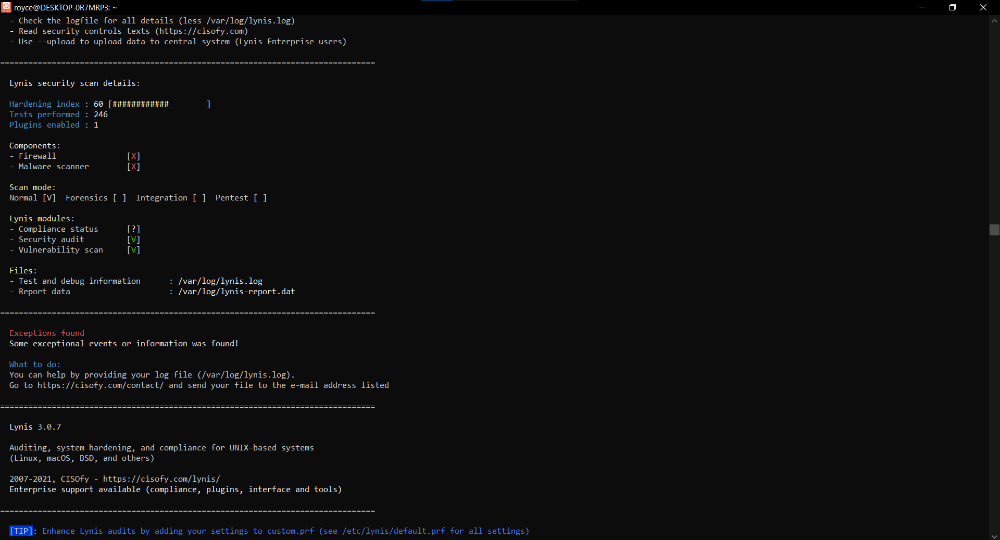 royce@DESKTOP-0R7MRP3: ~
- Check the logfile for all details (less /var/log/lynis.log)
- Read security controls texts (https://cisofy.com)
- Use --upload to upload data to central system (Lynis Enterprise users)
================================================================================
Lynis security scan details:
Hardening index : 60 [############        ]
Tests performed : 246
Plugins enabled : 1
Components:
- Firewall               [X]
- Malware scanner        [X]
Scan mode:
Normal [V]  Forensics [ ]  Integration [ ]  Pentest [ ]
Lynis modules:
- Compliance status      [?]
- Security audit         [V]
- Vulnerability scan     [V]
Files:
- Test and debug information      : /var/log/lynis.log
- Report data                     : /var/log/lynis-report.dat
================================================================================
Exceptions found
Some exceptional events or information was found!
What to do:
You can help by providing your log file (/var/log/lynis.log).
Go to https://cisofy.com/contact/ and send your file to the e-mail address listed
================================================================================
Lynis 3.0.7
Auditing, system hardening, and compliance for UNIX-based systems
(Linux, macOS, BSD, and others)
2007-2021, CISOfy - https://cisofy.com/lynis/
Enterprise support available (compliance, plugins, interface and tools)
================================================================================
[TIP]: Enhance Lynis audits by adding your settings to custom.prf (see /etc/lynis/default.prf for all settings)